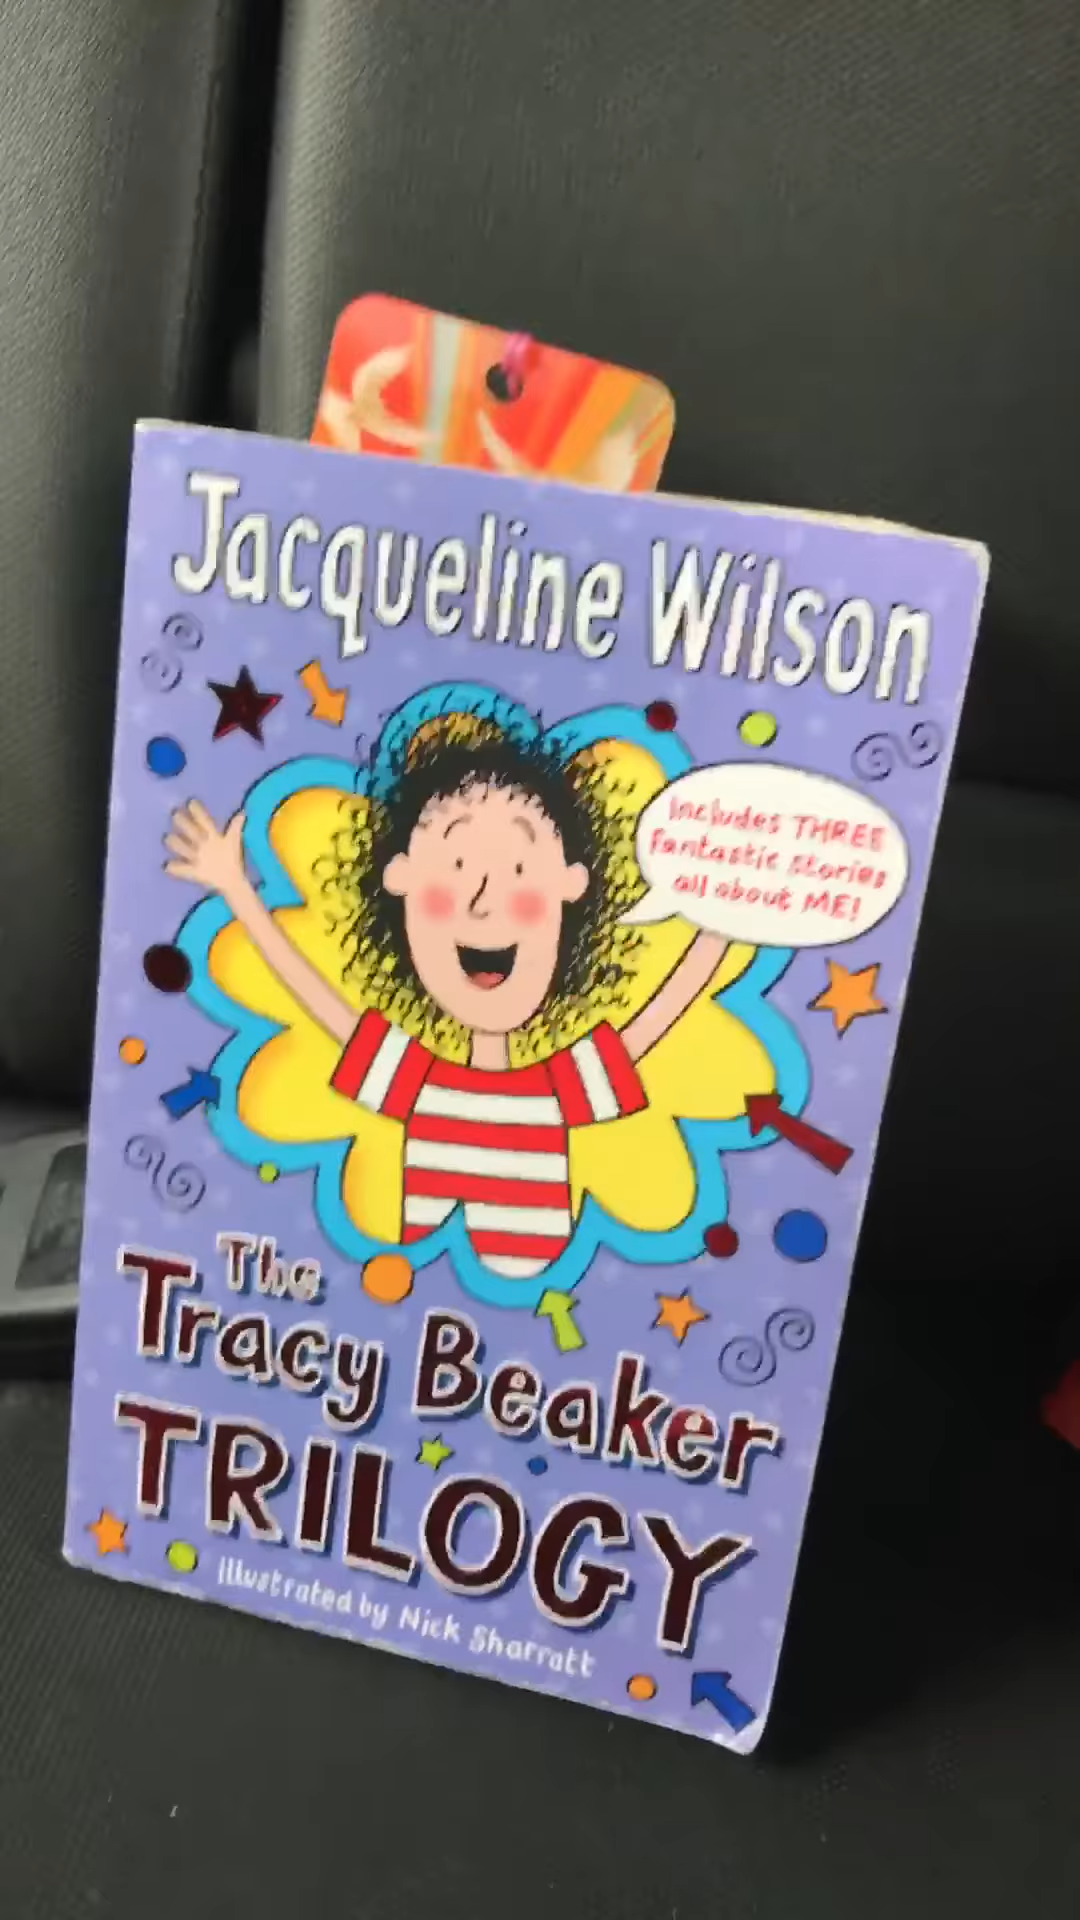 Jacqueline Wilson
Includes THREE
fantastic stories
all about ME!
The
Tracy Beaker
TRILOGY
illustrated by Nick Sharratt